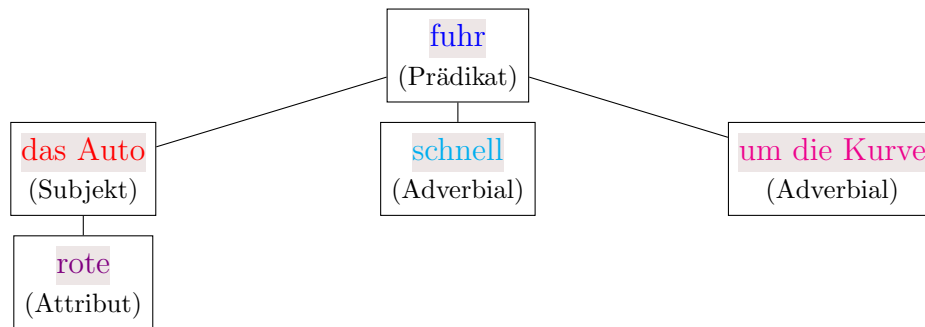 fuhr
(Prädikat)
das Auto
(Subjekt)
schnell
(Adverbial)
um die Kurve
(Adverbial)
rote
(Attribut)